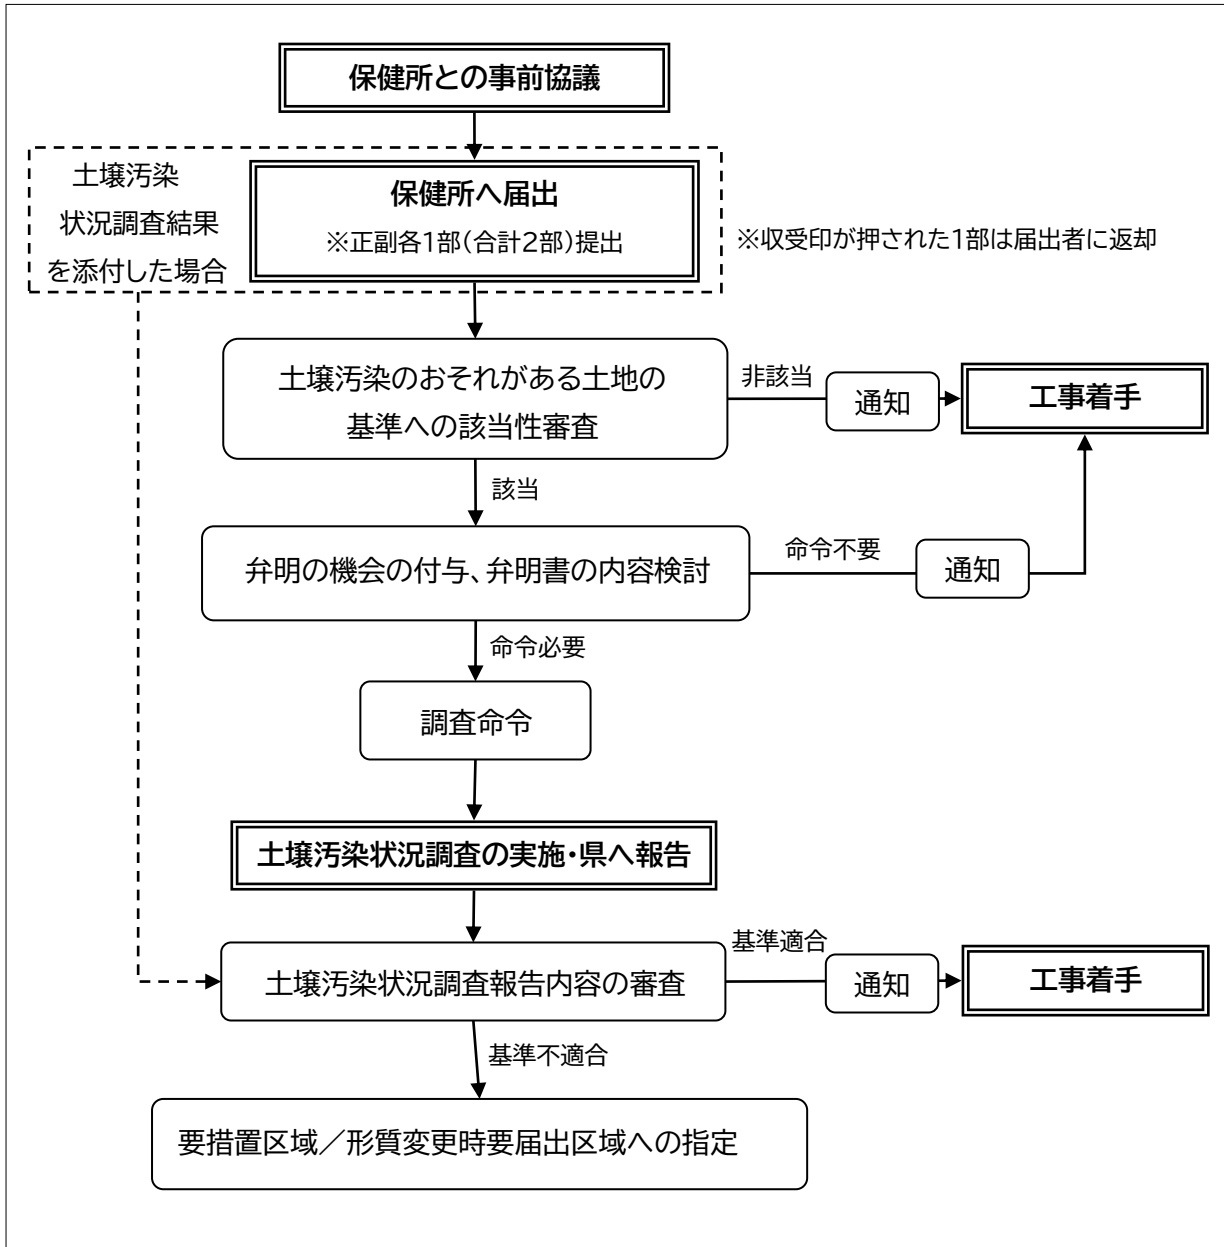 保健所との事前協議
土壌汚染
状況調査結果
を添付した場合
保健所へ届出
※正副各1部(合計2部)提出
※収受印が押された1部は届出者に返却
土壌汚染のおそれがある土地の
基準への該当性審査
非該当
通知
工事着手
該当
弁明の機会の付与、弁明書の内容検討
命令不要
通知
命令必要
調査命令
土壌汚染状況調査の実施・県へ報告
土壌汚染状況調査報告内容の審査
基準適合
通知
工事着手
基準不適合
要措置区域／形質変更時要届出区域への指定